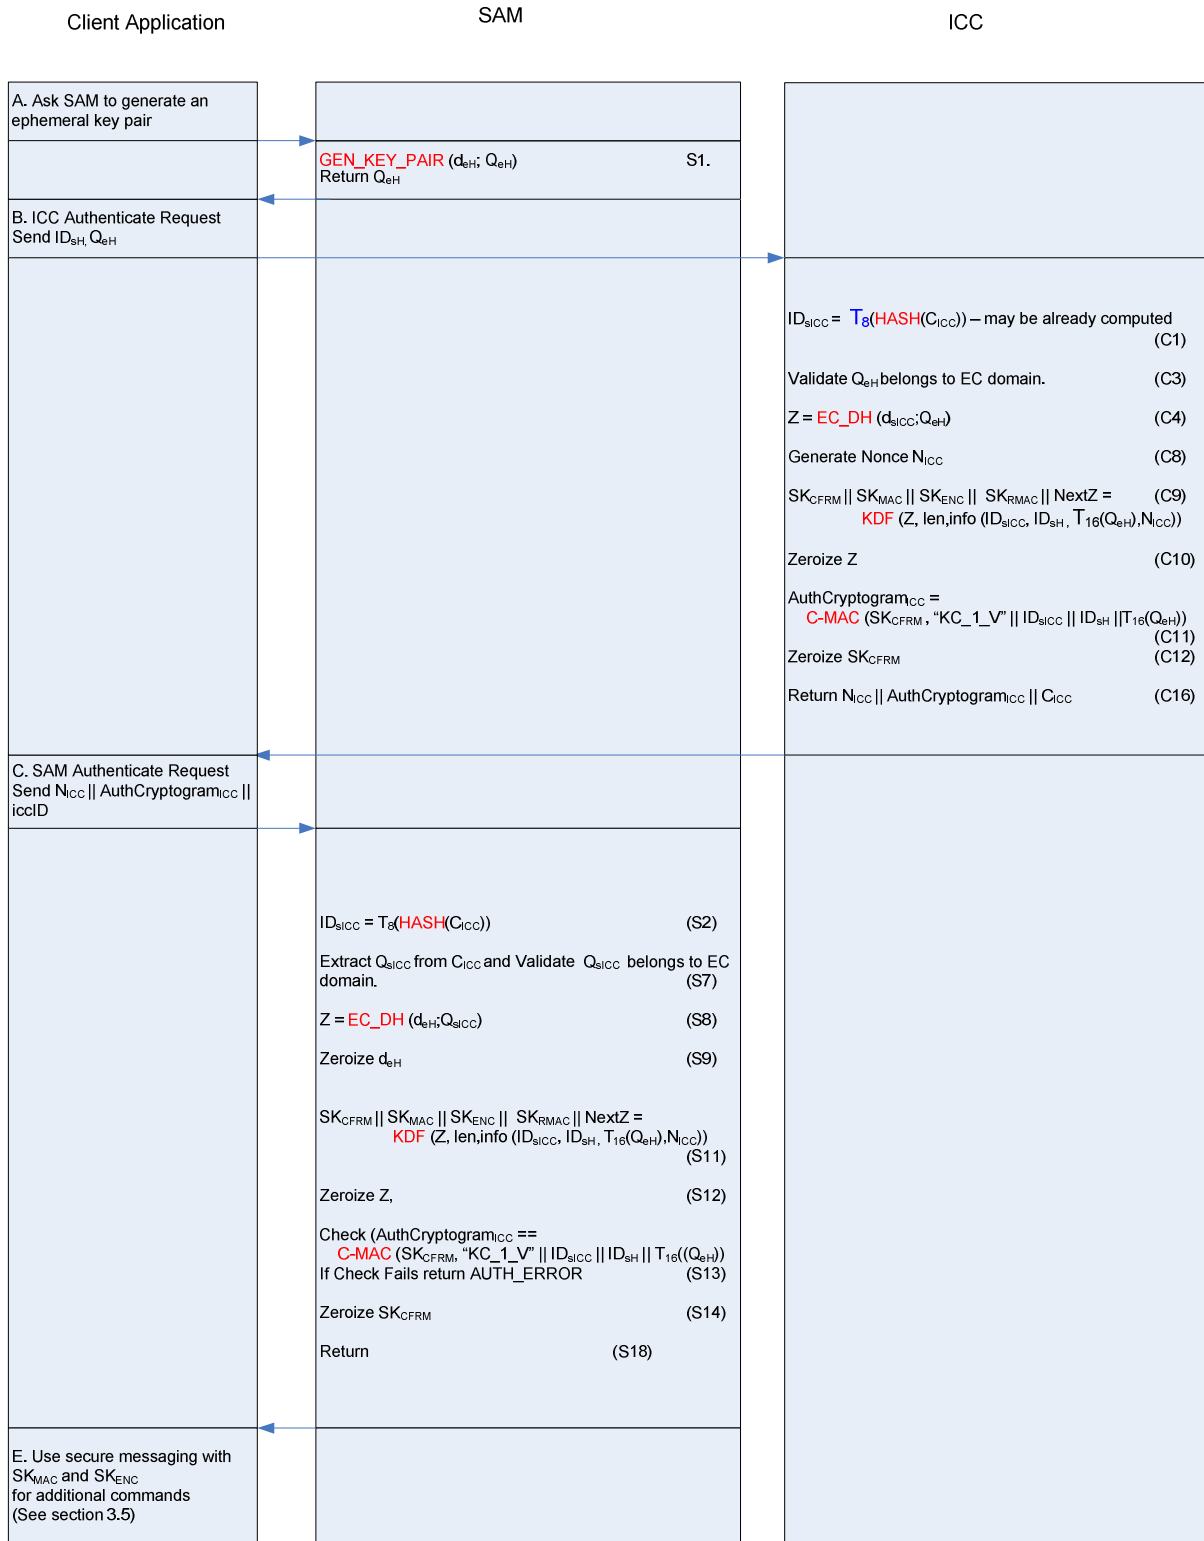 Client Application
SAM
ICC
A. Ask SAM to generate an
ephemeral key pair
GEN_KEY_PAIR (deH; QeH) S1.
Return QeH
B. ICC Authenticate Request
Send IDsH, QeH
IDsICC = T8(HASH(CICC)) – may be already computed
(C1)
Validate QeH belongs to EC domain. (C3)
Z = EC_DH (dsICC;QeH) (C4)
Generate Nonce NICC (C8)
SKCFRM || SKMAC || SKENC || SKRMAC || NextZ = (C9)
KDF (Z, len,info (IDsICC, IDsH, T16(QeH),NICC))
Zeroize Z (C10)
AuthCryptogramICC =
C-MAC (SKCFRM, “KC_1_V” || IDsICC || IDsH ||T16(QeH))
(C11)
Zeroize SKCFRM (C12)
Return NICC || AuthCryptogramICC || CICC (C16)
C. SAM Authenticate Request
Send NICC || AuthCryptogramICC ||
iccID
IDsICC = T8(HASH(CICC)) (S2)
Extract QsICC from CICC and Validate QsICC belongs to EC
domain. (S7)
Z = EC_DH (deH;QsICC) (S8)
Zeroize deH (S9)
SKCFRM || SKMAC || SKENC || SKRMAC || NextZ =
KDF (Z, len,info (IDsICC, IDsH, T16(QeH),NICC))
(S11)
Zeroize Z, (S12)
Check (AuthCryptogramICC ==
C-MAC (SKCFRM, “KC_1_V” || IDsICC || IDsH || T16((QeH))
If Check Fails return AUTH_ERROR (S13)
Zeroize SKCFRM (S14)
Return (S18)
E. Use secure messaging with
SKMAC and SKENC
for additional commands
(See section 3.5)